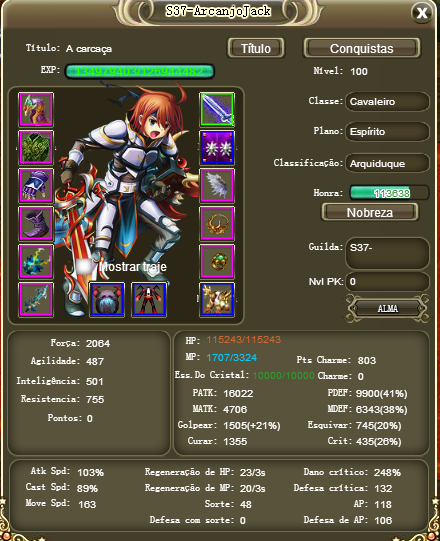 S37-ArcanjoJack
Título: A carcaça
Título
Conquistas
EXP:
Nível: 100
Classe: Cavaleiro
Plano: Espírito
Classificação: Arquiduque
Honra: 113638
Nobreza
Guilda: S37-
Nvl PK: 0
ALMA
Mostrar traje
Força: 2064
Agilidade: 487
Inteligência: 501
Resistencia: 755
Pontos: 0
HP: 115243/115243
MP: 1707/3324
Pts Charme: 803
Ess.Do Cristal: 10000/10000
Charme: 0
PATK: 16022
PDEF: 9900(41%)
MATK: 4706
MDEF: 6343(38%)
Golpear: 1505(+21%)
Esquivar: 745(20%)
Curar: 1355
Crit: 435(26%)
Atk Spd: 103%
Regeneração de HP: 23/3s
Dano crítico: 248%
Cast Spd: 89%
Regeneração de MP: 20/3s
Defesa crítica: 132
Move Spd: 163
Sorte: 48
AP: 118
Defesa com sorte: 0
Defesa de AP: 106